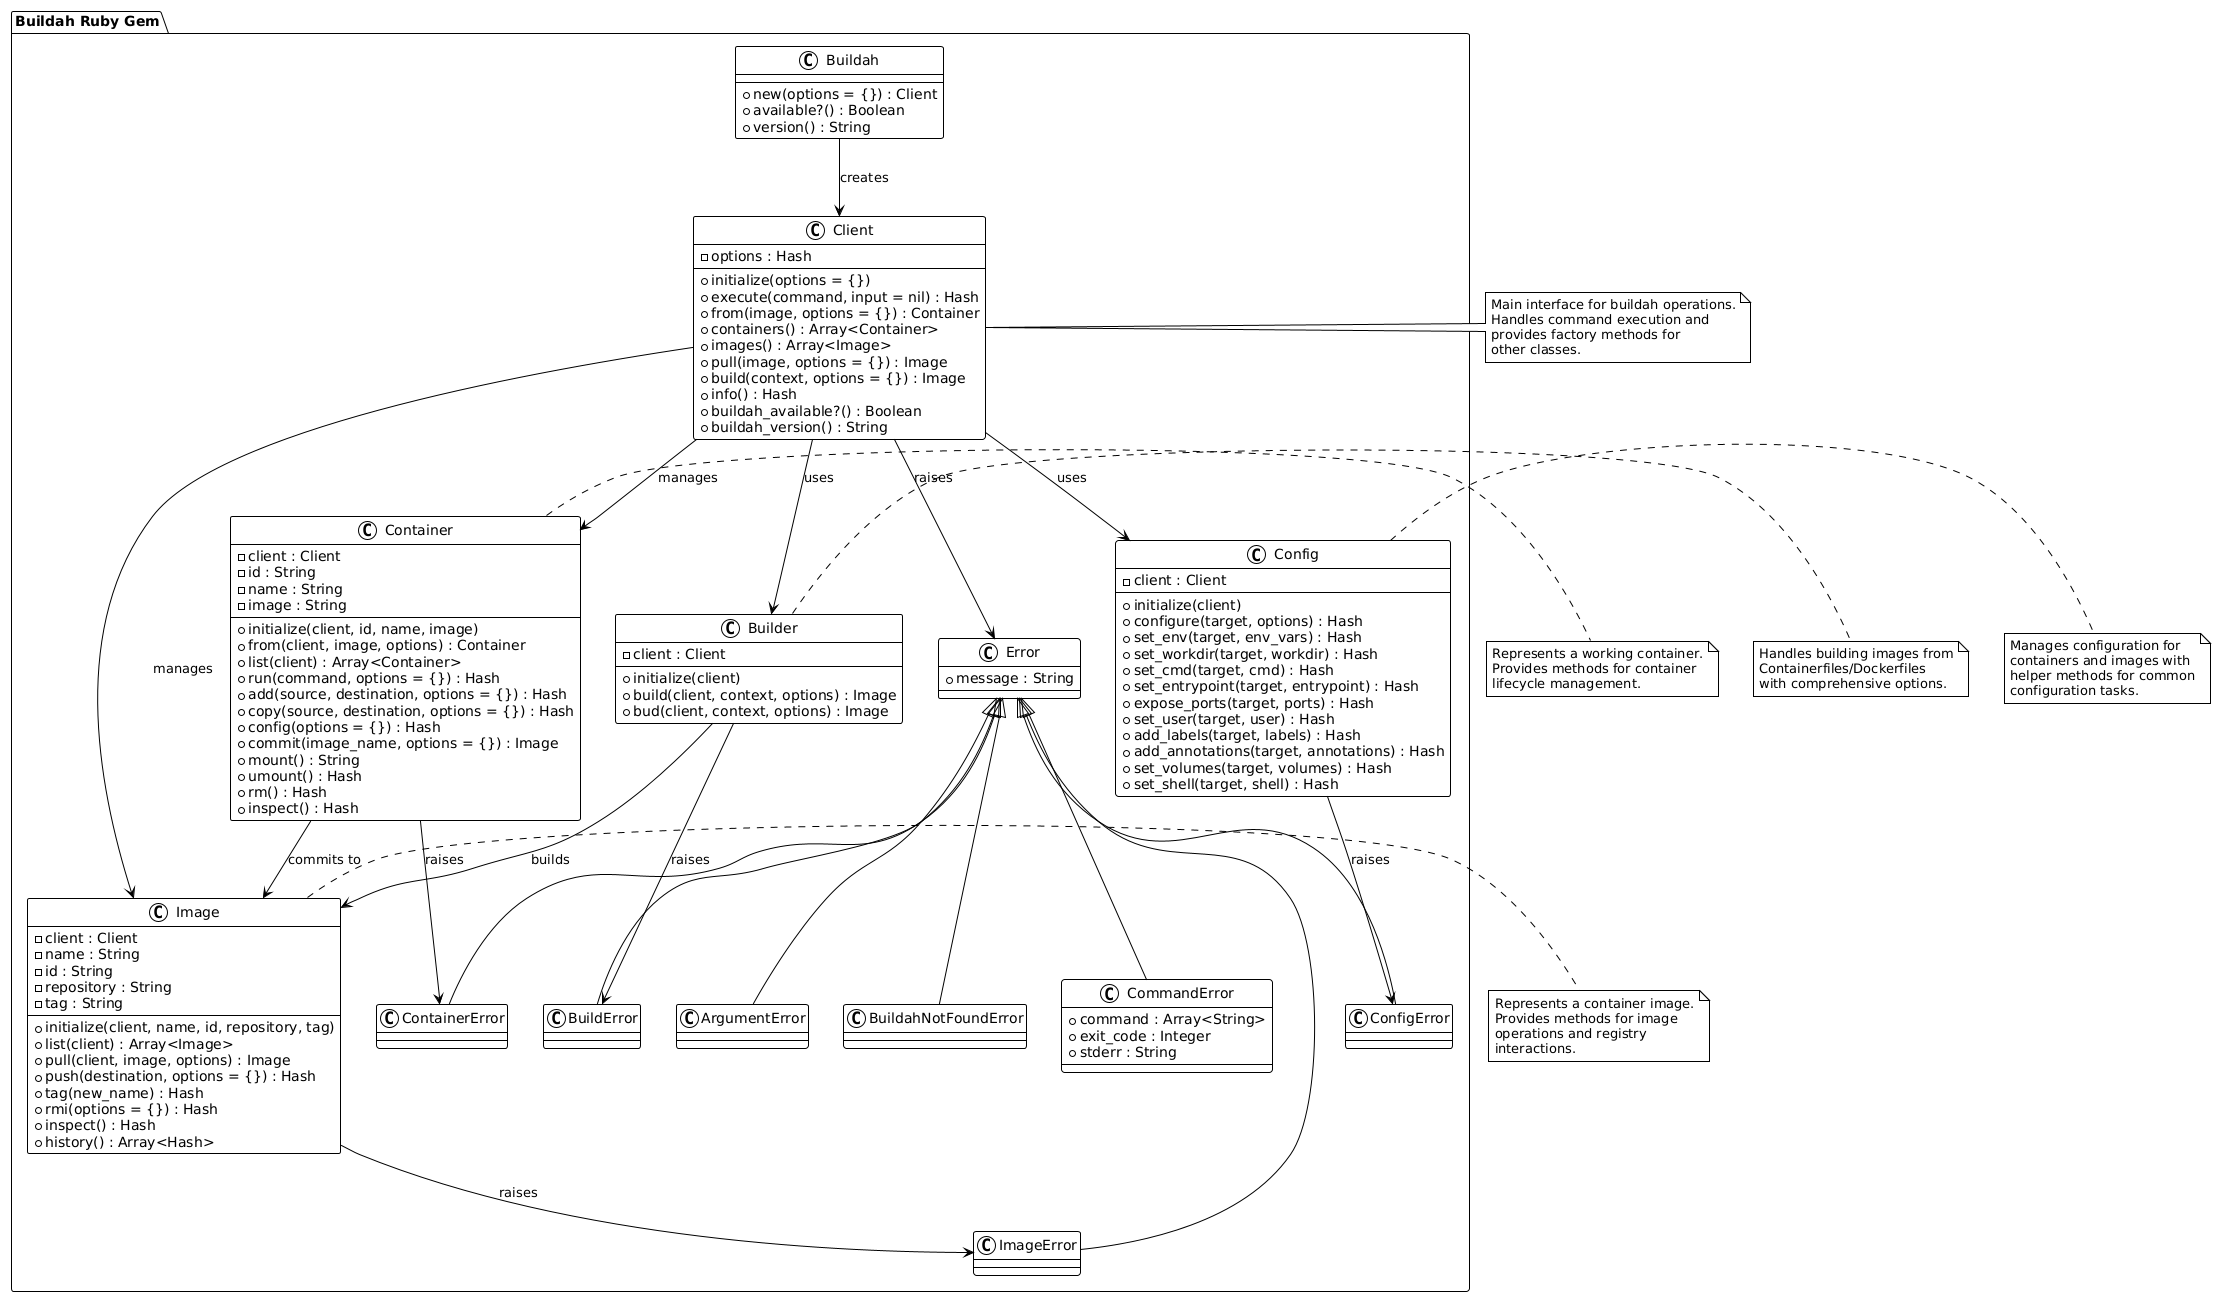 Buildah Ruby Gem
C Buildah
new(options = {}) : Client
available?() : Boolean
version() : String
creates
C Client
options : Hash
initialize(options = {})
execute(command, input = nil) : Hash
from(image, options = {}) : Container
containers() : Array<Container>
images() : Array<Image>
pull(image, options = {}) : Image
build(context, options = {}) : Image
info() : Hash
buildah_available?() : Boolean
buildah_version() : String
Main interface for buildah operations.
Handles command execution and
provides factory methods for
other classes.
manages
uses
raises
uses
C Container
client : Client
id : String
name : String
image : String
initialize(client, id, name, image)
from(client, image, options) : Container
list(client) : Array<Container>
run(command, options = {}) : Hash
add(source, destination, options = {}) : Hash
copy(source, destination, options = {}) : Hash
config(options = {}) : Hash
commit(image_name, options = {}) : Image
mount() : String
umount() : Hash
rm() : Hash
inspect() : Hash
C Builder
client : Client
initialize(client)
build(client, context, options) : Image
bud(client, context, options) : Image
C Error
message : String
C Config
client : Client
initialize(client)
configure(target, options) : Hash
set_env(target, env_vars) : Hash
set_workdir(target, workdir) : Hash
set_cmd(target, cmd) : Hash
set_entrypoint(target, entrypoint) : Hash
expose_ports(target, ports) : Hash
set_user(target, user) : Hash
add_labels(target, labels) : Hash
add_annotations(target, annotations) : Hash
set_volumes(target, volumes) : Hash
set_shell(target, shell) : Hash
Represents a working container.
Provides methods for container
lifecycle management.
Handles building images from
Containerfiles/Dockerfiles
with comprehensive options.
Manages configuration for
containers and images with
helper methods for common
configuration tasks.
manages
commits to
raises
builds
raises
raises
C Image
client : Client
name : String
id : String
repository : String
tag : String
initialize(client, name, id, repository, tag)
list(client) : Array<Image>
pull(client, image, options) : Image
push(destination, options = {}) : Hash
tag(new_name) : Hash
rmi(options = {}) : Hash
inspect() : Hash
history() : Array<Hash>
C ContainerError
C BuildError
C ArgumentError
C BuildahNotFoundError
C CommandError
command : Array<String>
exit_code : Integer
stderr : String
C ConfigError
Represents a container image.
Provides methods for image
operations and registry
interactions.
raises
C ImageError